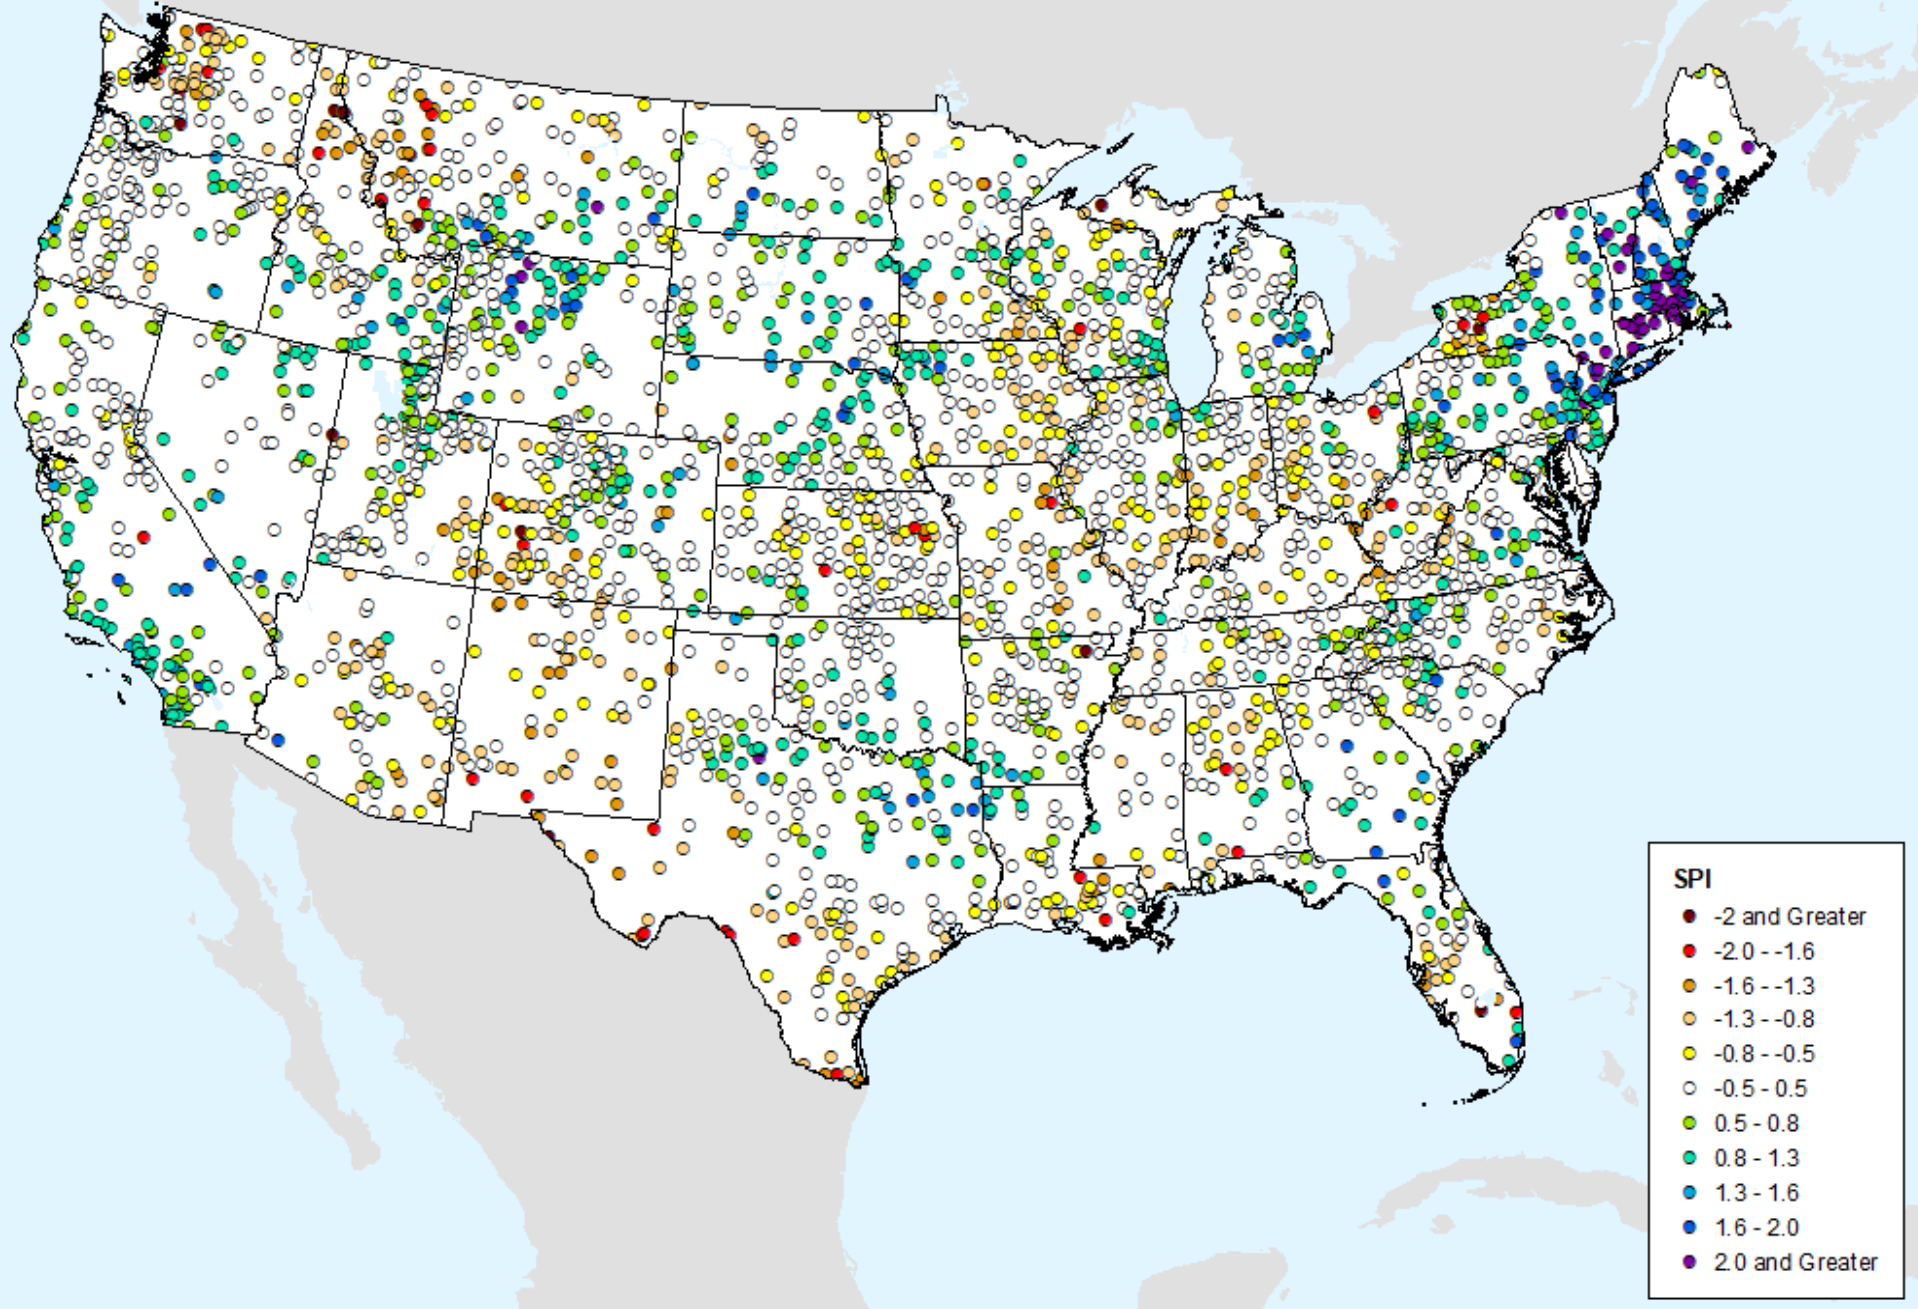 SPI
-2 and Greater
-2.0 - -1.6
-1.6 - -1.3
-1.3 - -0.8
-0.8 - -0.5
-0.5 - 0.5
0.5 - 0.8
0.8 - 1.3
1.3 - 1.6
1.6 - 2.0
2.0 and Greater